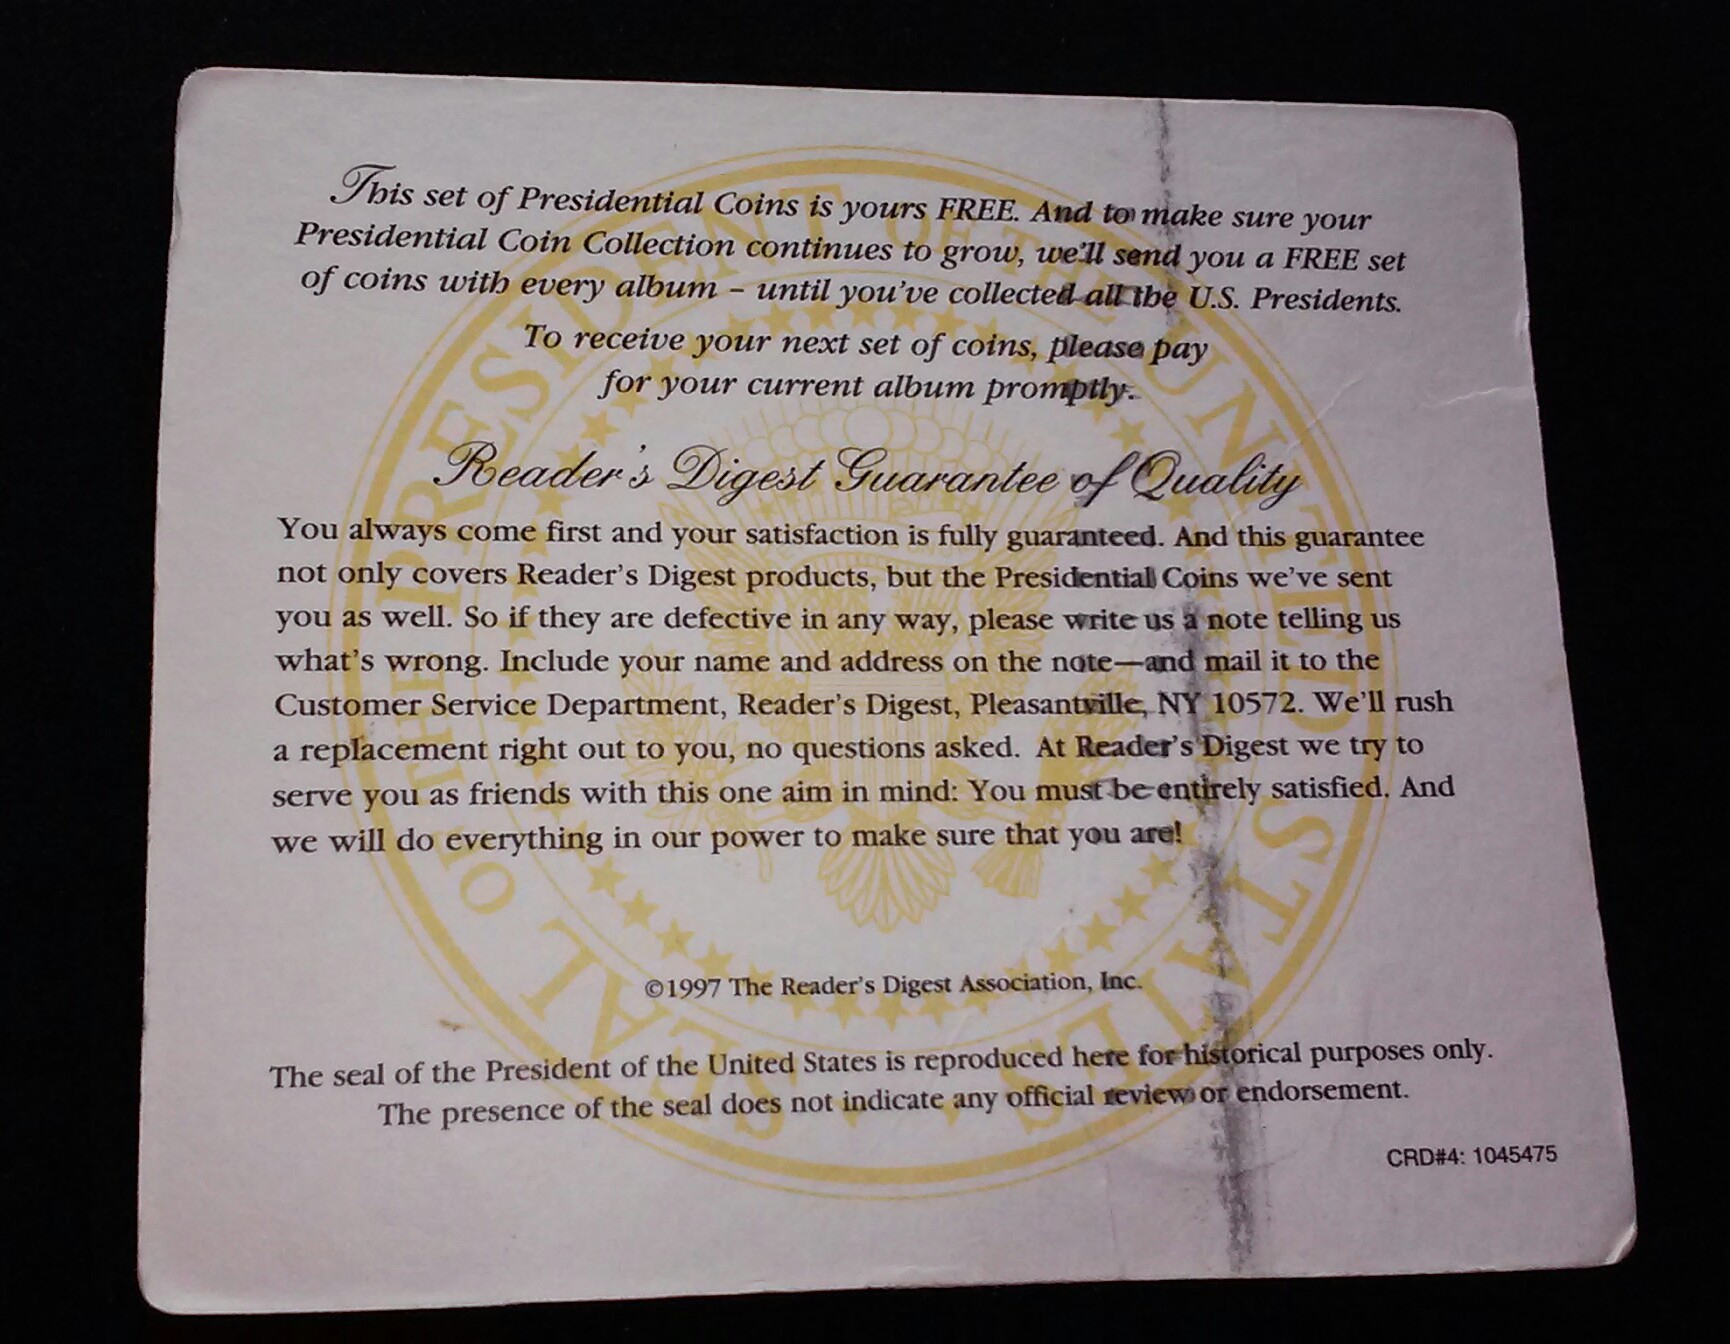 This set of Presidential Coins is yours FREE. And to make sure your
Presidential Coin Collection continues to grow, we'll send you a FREE set
of coins with every album – until you've collected all the U.S. Presidents.
To receive your next set of coins, please pay
for your current album promptly.
Reader's Digest Guarantee of Quality
You always come first and your satisfaction is fully guaranteed. And this guarantee
not only covers Reader's Digest products, but the Presidential Coins we've sent
you as well. So if they are defective in any way, please write us a note telling us
what's wrong. Include your name and address on the note—and mail it to the
Customer Service Department, Reader's Digest, Pleasantville, NY 10572. We'll rush
a replacement right out to you, no questions asked. At Reader's Digest we try to
serve you as friends with this one aim in mind: You must be entirely satisfied. And
we will do everything in our power to make sure that you are!
©1997 The Reader's Digest Association, Inc.
The seal of the President of the United States is reproduced here for historical purposes only.
The presence of the seal does not indicate any official review or endorsement.
CRD#4: 1045475
SEAL OF THE PRESIDENT OF THE UNITED STATES